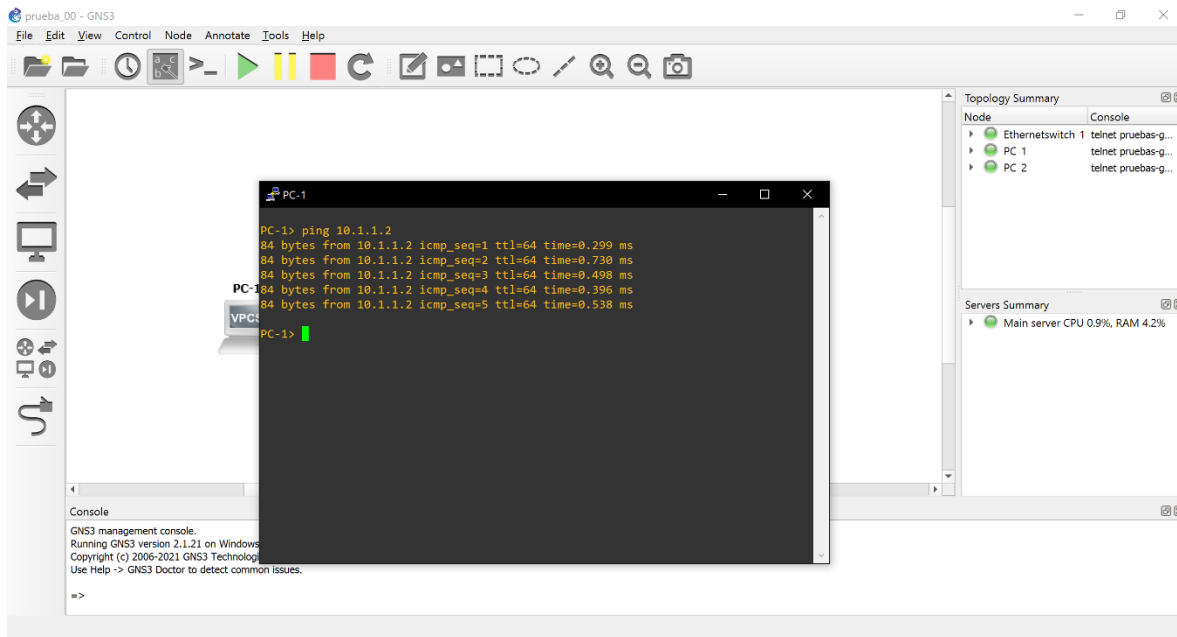 prueba_00 - GNS3
File Edit View Control Node Annotate Tools Help
Topology Summary
Node Console
Ethernetswitch 1 telnet pruebas-g...
PC 1 telnet pruebas-g...
PC 2 telnet pruebas-g...
PC-1
VPCS
PC-1
PC-1> ping 10.1.1.2
84 bytes from 10.1.1.2 icmp_seq=1 ttl=64 time=0.299 ms
84 bytes from 10.1.1.2 icmp_seq=2 ttl=64 time=0.730 ms
84 bytes from 10.1.1.2 icmp_seq=3 ttl=64 time=0.498 ms
84 bytes from 10.1.1.2 icmp_seq=4 ttl=64 time=0.396 ms
84 bytes from 10.1.1.2 icmp_seq=5 ttl=64 time=0.538 ms
PC-1>
Servers Summary
Main server CPU 0.9%, RAM 4.2%
Console
GNS3 management console.
Running GNS3 version 2.1.21 on Windows
Copyright (c) 2006-2021 GNS3 Technologi
Use Help -> GNS3 Doctor to detect common issues.
=>